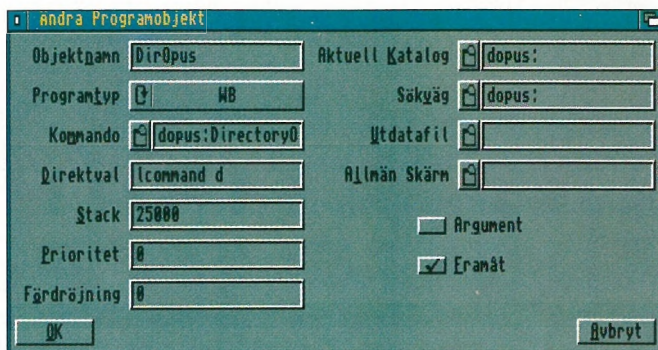 Ändra Programobjekt
Objektnamn DirOpus
Programtyp WB
Kommando dopus:DirectoryO
Direktval lcommand d
Stack 25000
Prioritet 0
Fördröjning 0
Aktuell Katalog dopus:
Sökväg dopus:
Utdatafil
Allmän Skärm
Argument
Framåt
OK
Avbryt